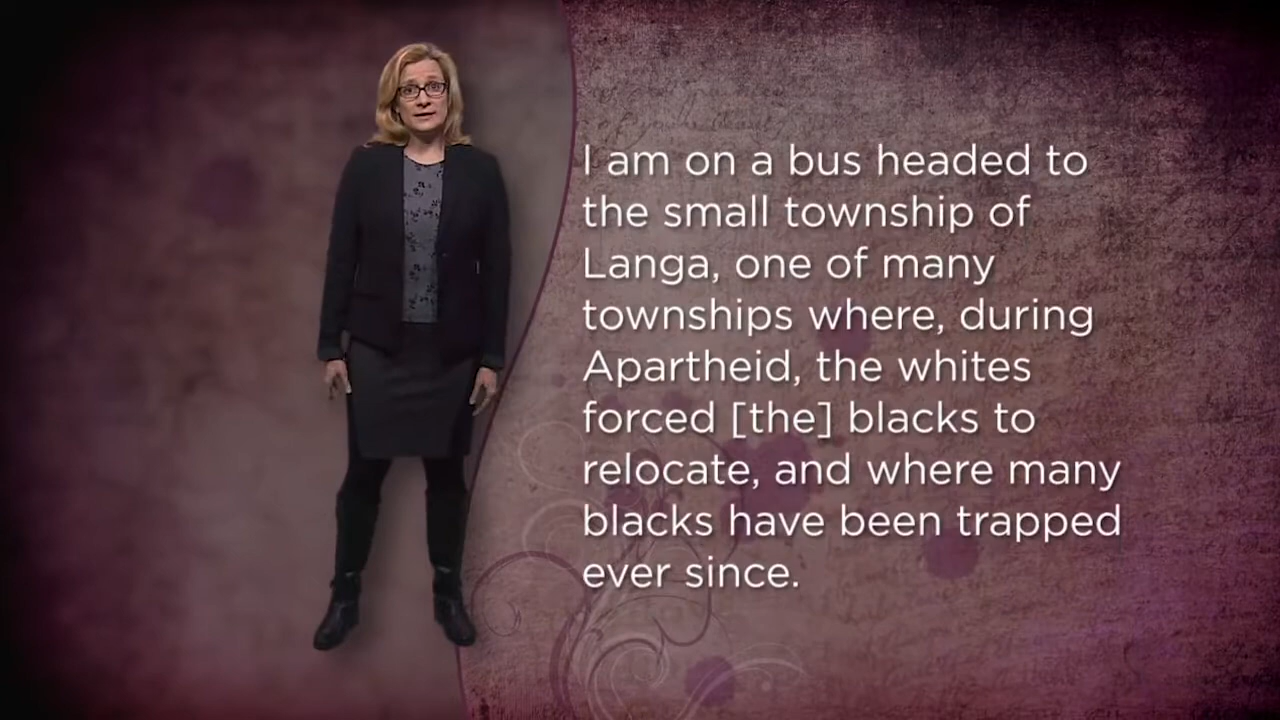 I am on a bus headed to
the small township of
Langa, one of many
townships where, during
Apartheid, the whites
forced [the] blacks to
relocate, and where many
blacks have been trapped
ever since.